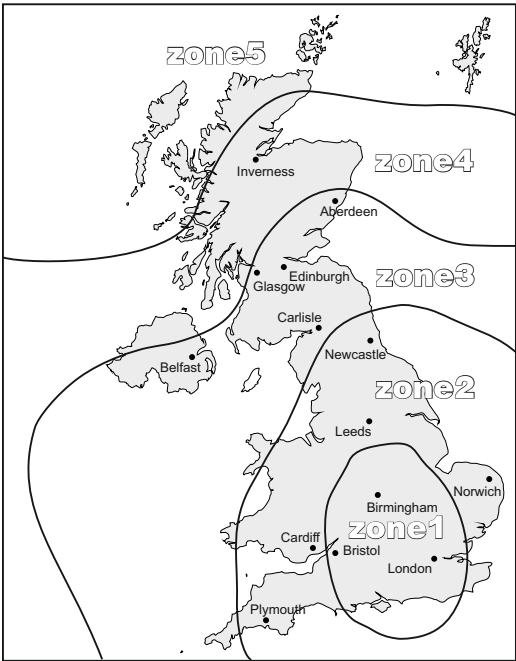 zone5
Inverness
zone4
Aberdeen
Edinburgh
Glasgow
zone3
Carlisle
Newcastle
Belfast
zone2
Leeds
Norwich
Birmingham
zone1
Cardiff
Bristol
London
Plymouth